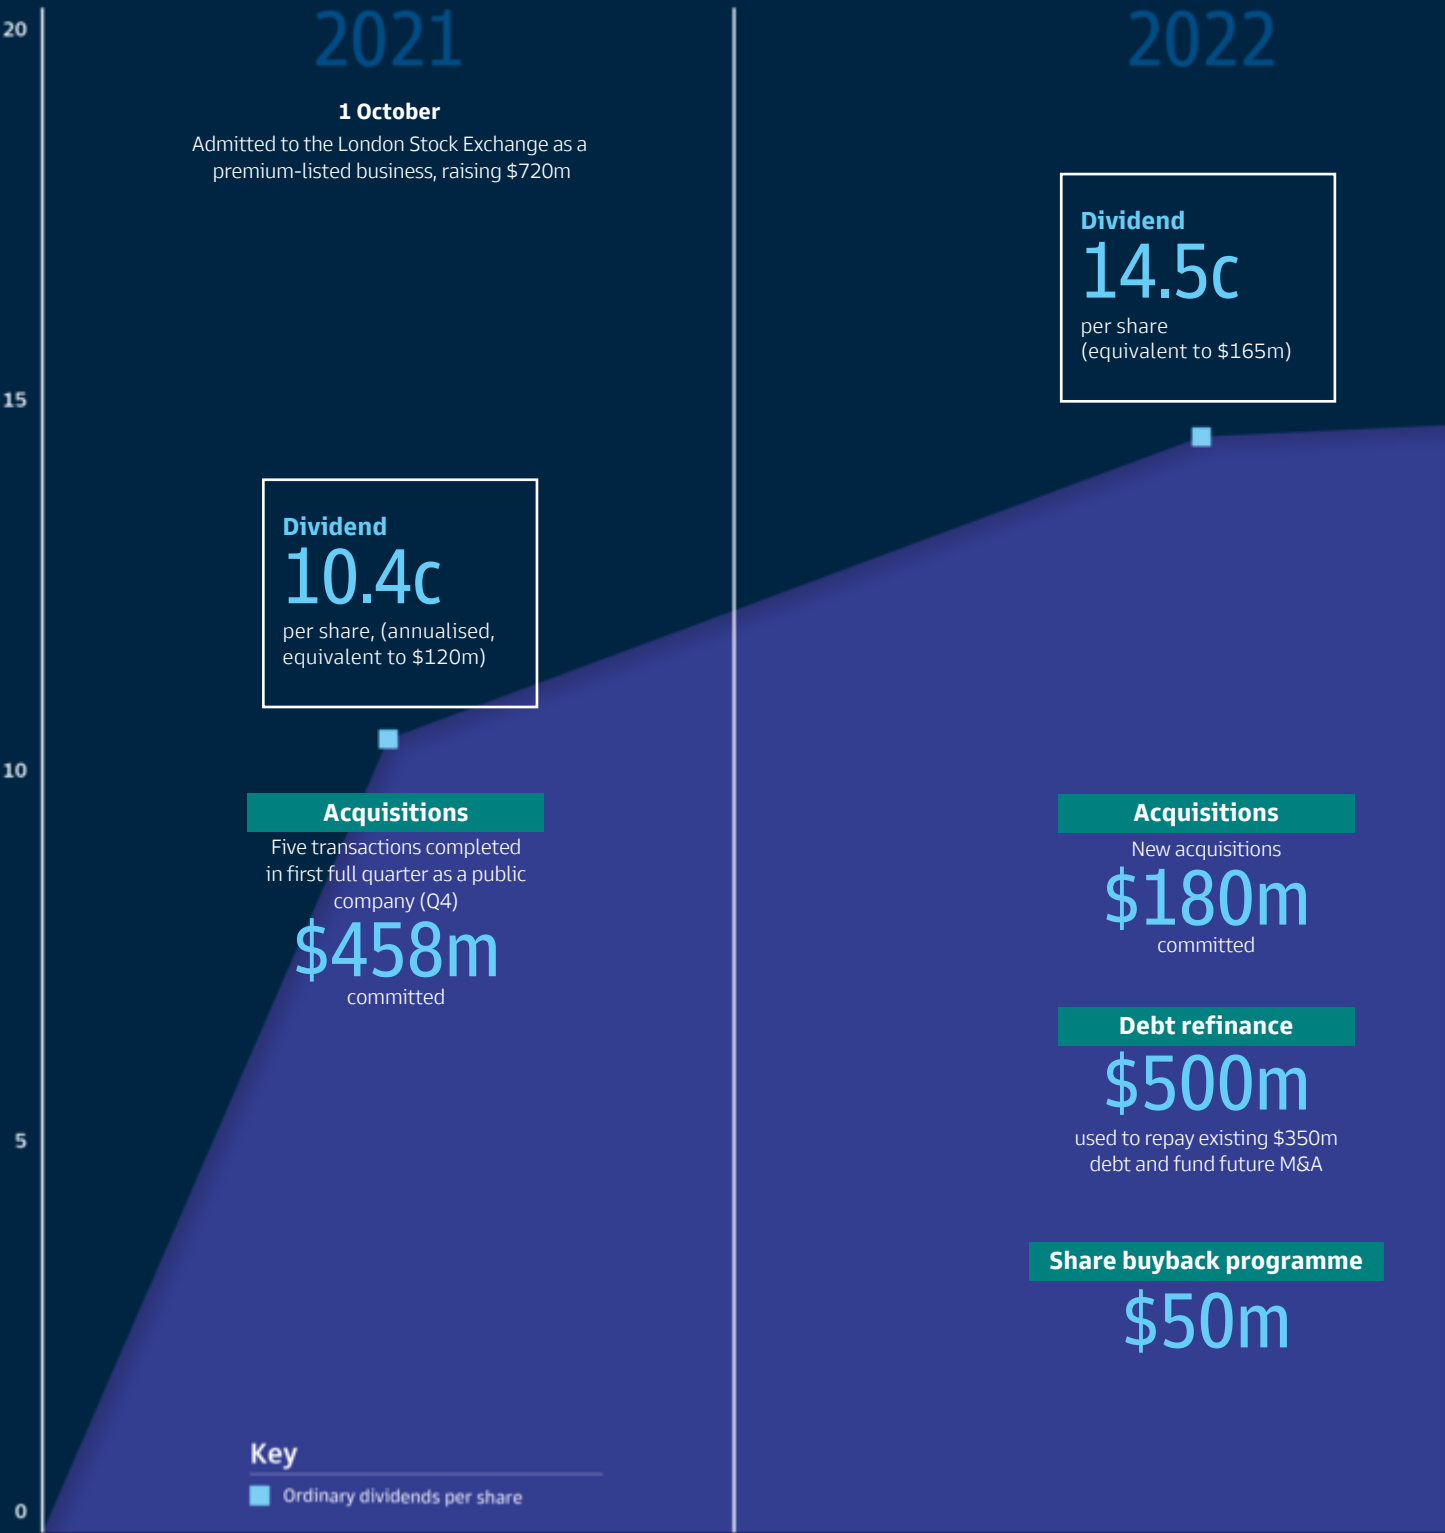 20
15
10
5
0
2021
1 October
Admitted to the London Stock Exchange as a
premium-listed business, raising $720m
Dividend
10.4c
per share, (annualised,
equivalent to $120m)
Acquisitions
Five transactions completed
in first full quarter as a public
company (Q4)
$458m
committed
Key
Ordinary dividends per share
2022
Dividend
14.5c
per share
(equivalent to $165m)
Acquisitions
New acquisitions
$180m
committed
Debt refinance
$500m
used to repay existing $350m
debt and fund future M&A
Share buyback programme
$50m